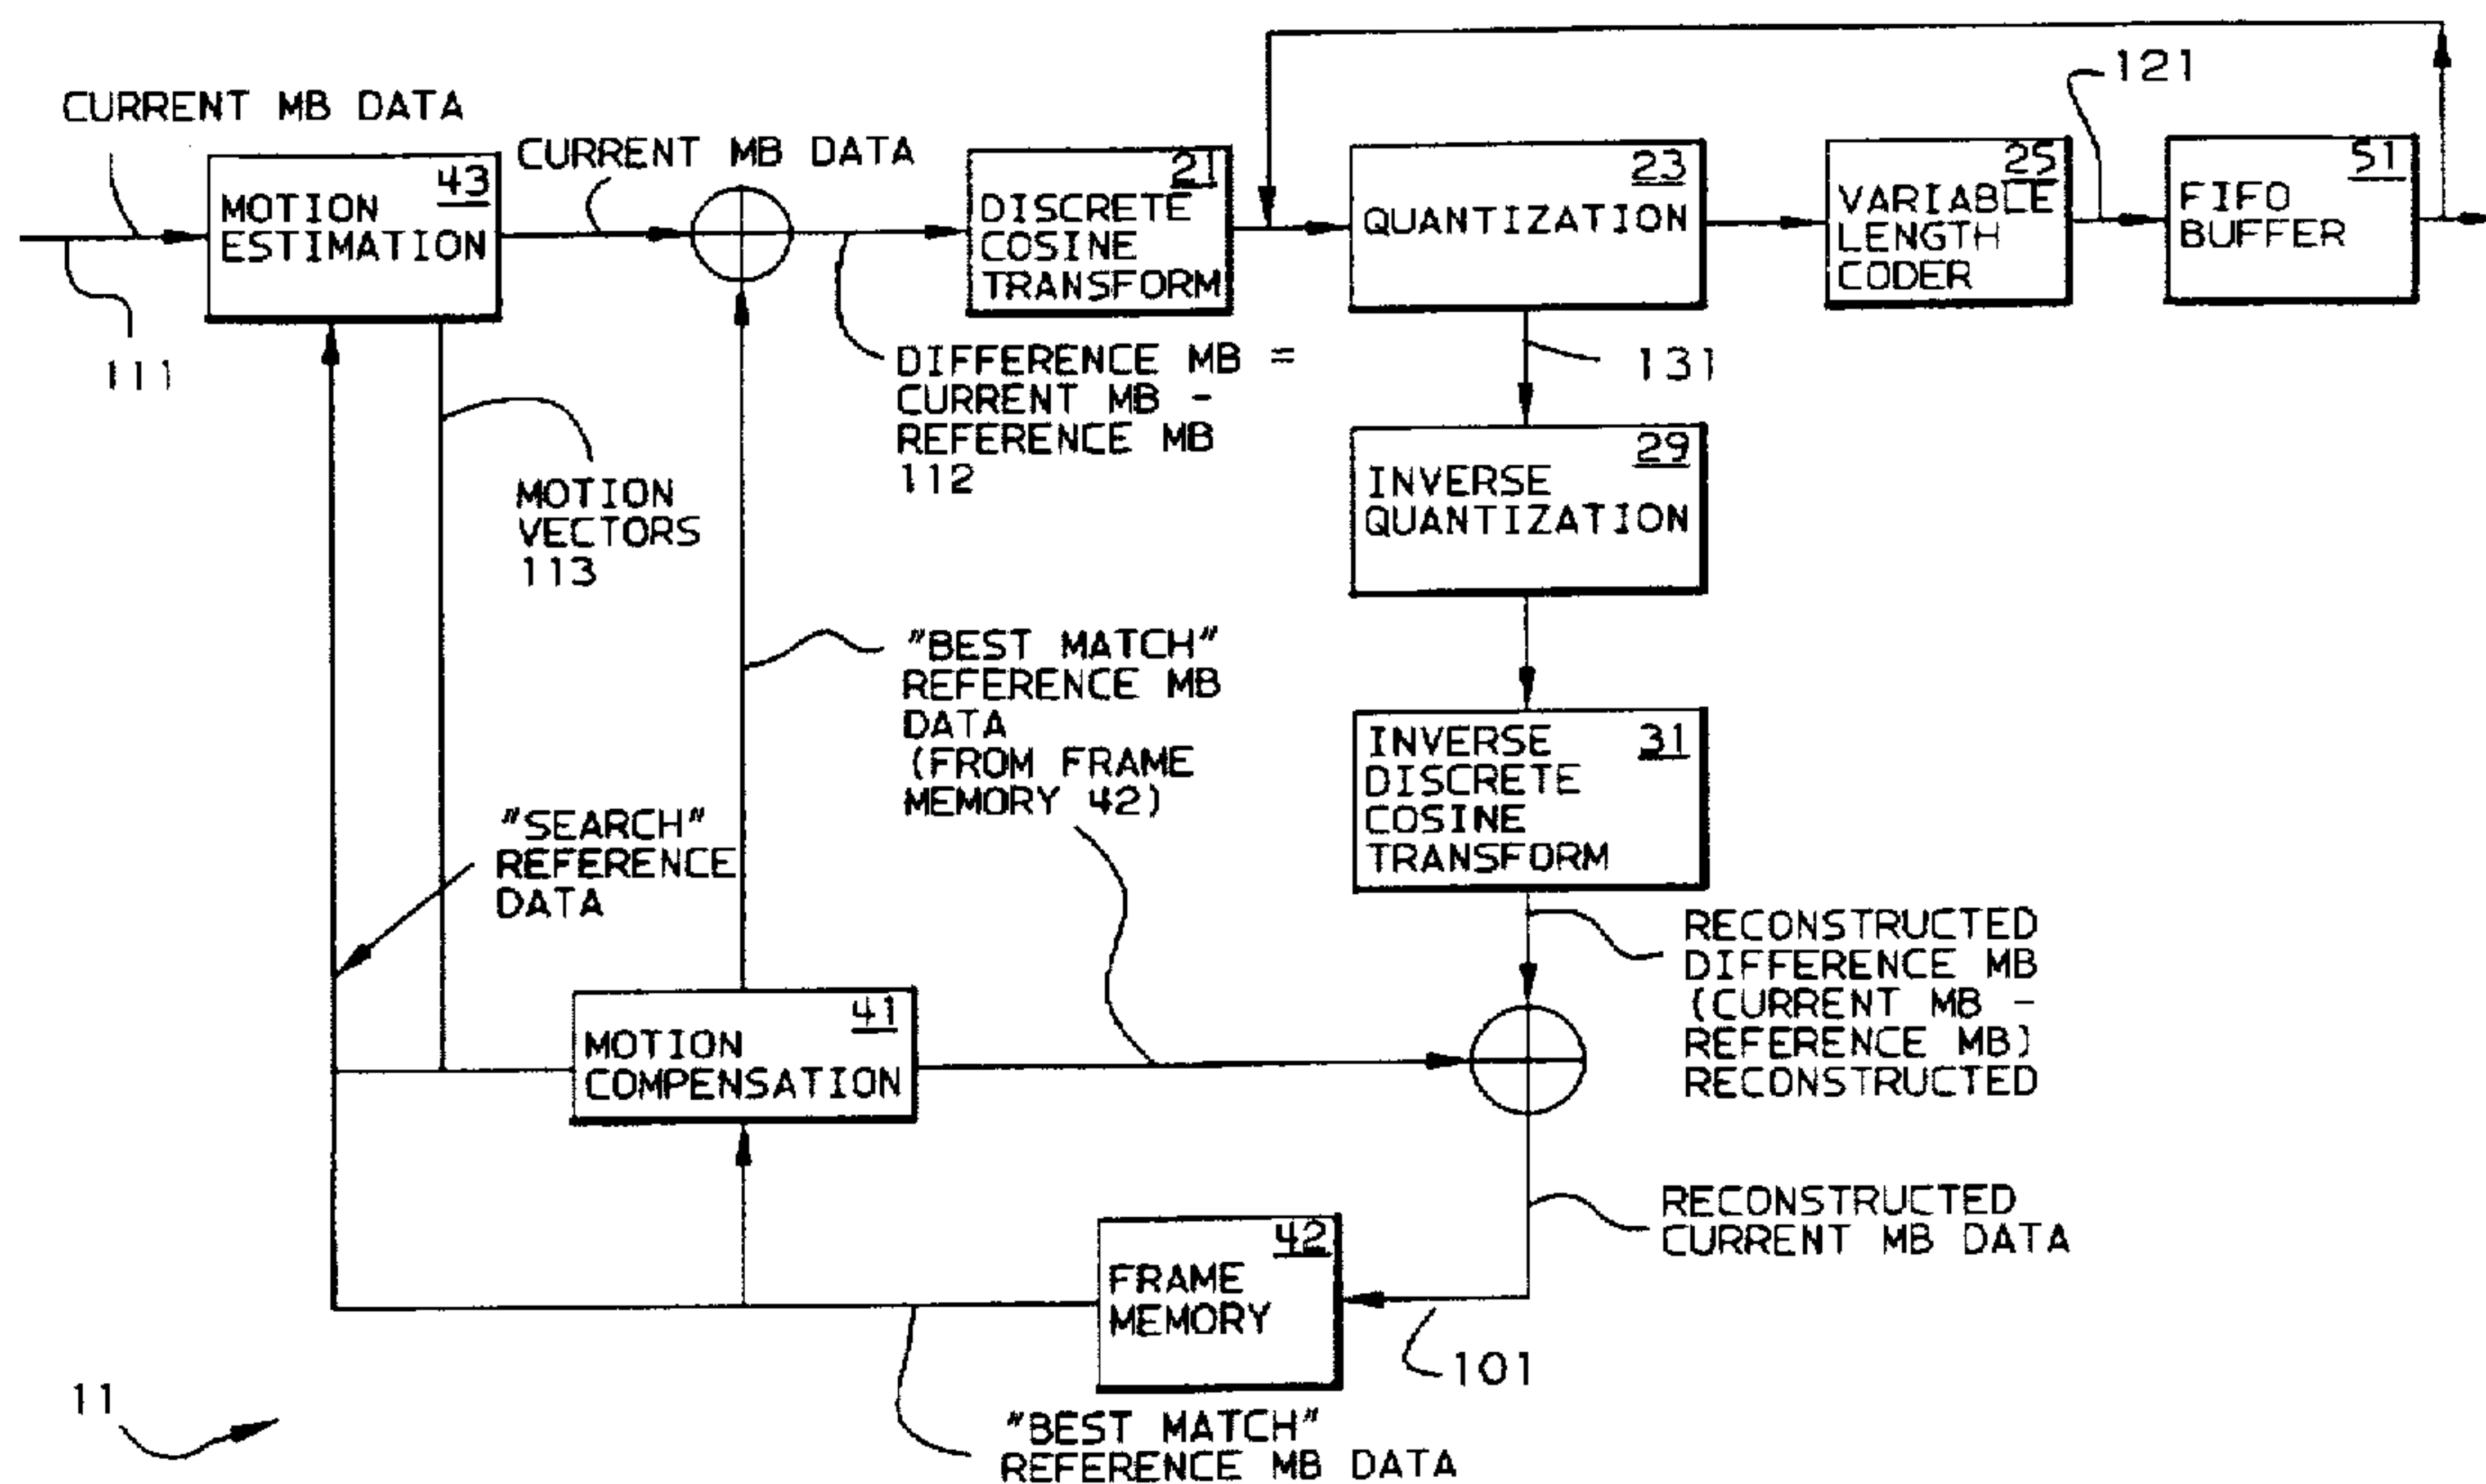 CURRENT MB DATA
111
43
MOTION
ESTIMATION
CURRENT MB DATA
21
DISCRETE
COSINE
TRANSFORM
23
QUANTIZATION
25
VARIABLE
LENGTH
CODER
121
51
FIFO
BUFFER
DIFFERENCE MB =
CURRENT MB -
REFERENCE MB
112
131
MOTION
VECTORS
113
29
INVERSE
QUANTIZATION
"BEST MATCH"
REFERENCE MB
DATA
(FROM FRAME
MEMORY 42)
31
INVERSE
DISCRETE
COSINE
TRANSFORM
"SEARCH"
REFERENCE
DATA
RECONSTRUCTED
DIFFERENCE MB
(CURRENT MB -
REFERENCE MB)
RECONSTRUCTED
41
MOTION
COMPENSATION
RECONSTRUCTED
CURRENT MB DATA
42
FRAME
MEMORY
101
11
"BEST MATCH"
REFERENCE MB DATA